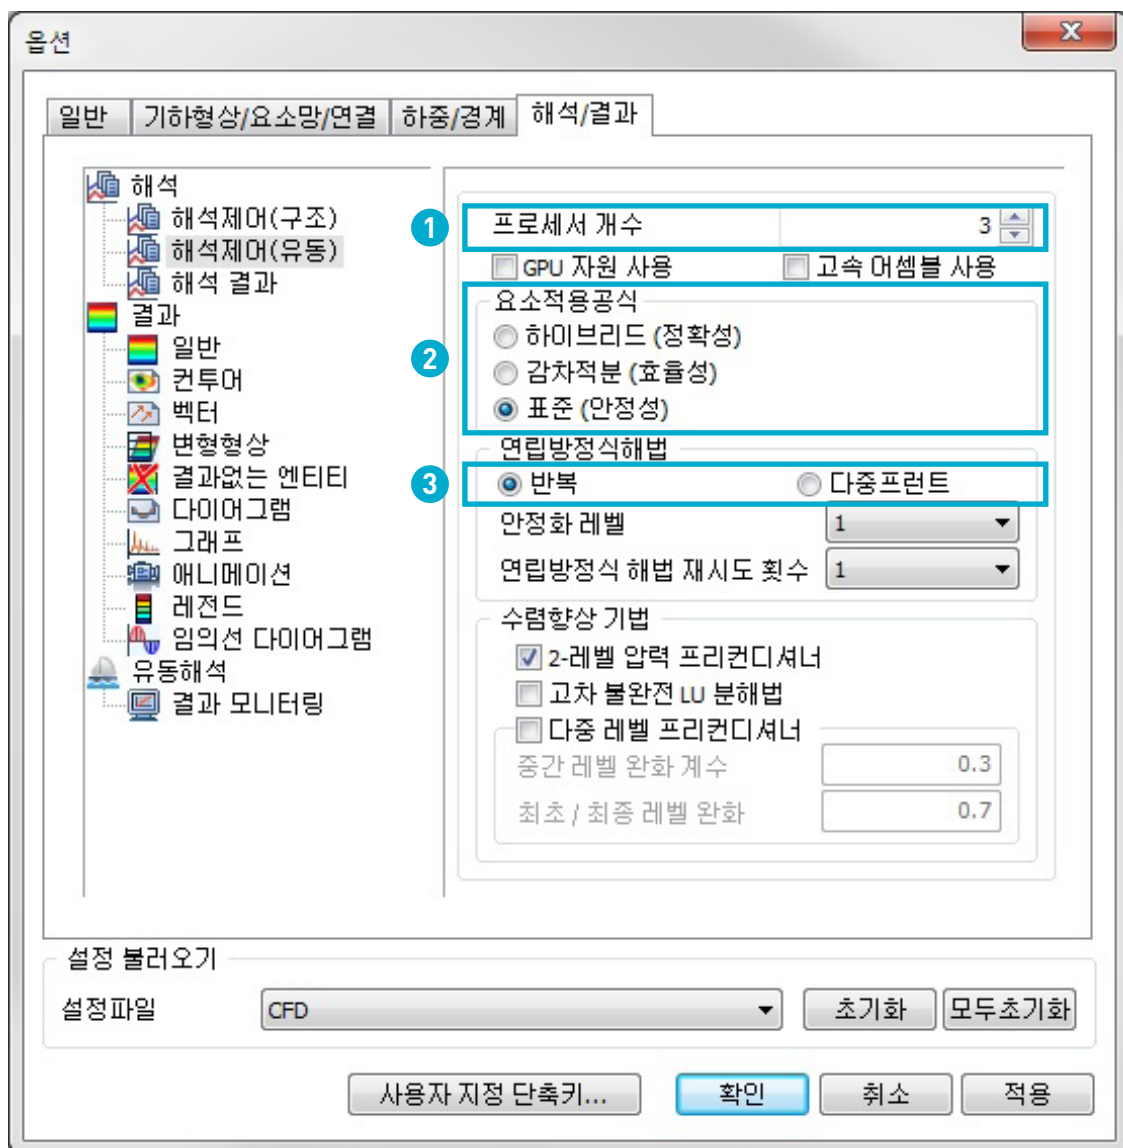 옵션
일반 기하형상/요소망/연결 하중/경계 해석/결과
해석
해석제어(구조)
해석제어(유동)
해석 결과
결과
일반
컨투어
벡터
변형형상
결과없는 엔티티
다이어그램
그래프
애니메이션
레전드
임의선 다이어그램
유동해석
결과 모니터링
1 프로세서 개수 3
GPU 자원 사용 고속 어셈블 사용
요소적용공식
하이브리드 (정확성)
2 감차적분 (효율성)
표준 (안정성)
연립방정식해법
3 반복 다중프런트
안정화 레벨 1
연립방정식 해법 재시도 횟수 1
수렴향상 기법
2-레벨 압력 프리컨디셔너
고차 불완전 LU 분해법
다중 레벨 프리컨디셔너
중간 레벨 완화 계수 0.3
최초 / 최종 레벨 완화 0.7
설정 불러오기
설정파일 CFD 초기화 모두초기화
사용자 지정 단축키... 확인 취소 적용